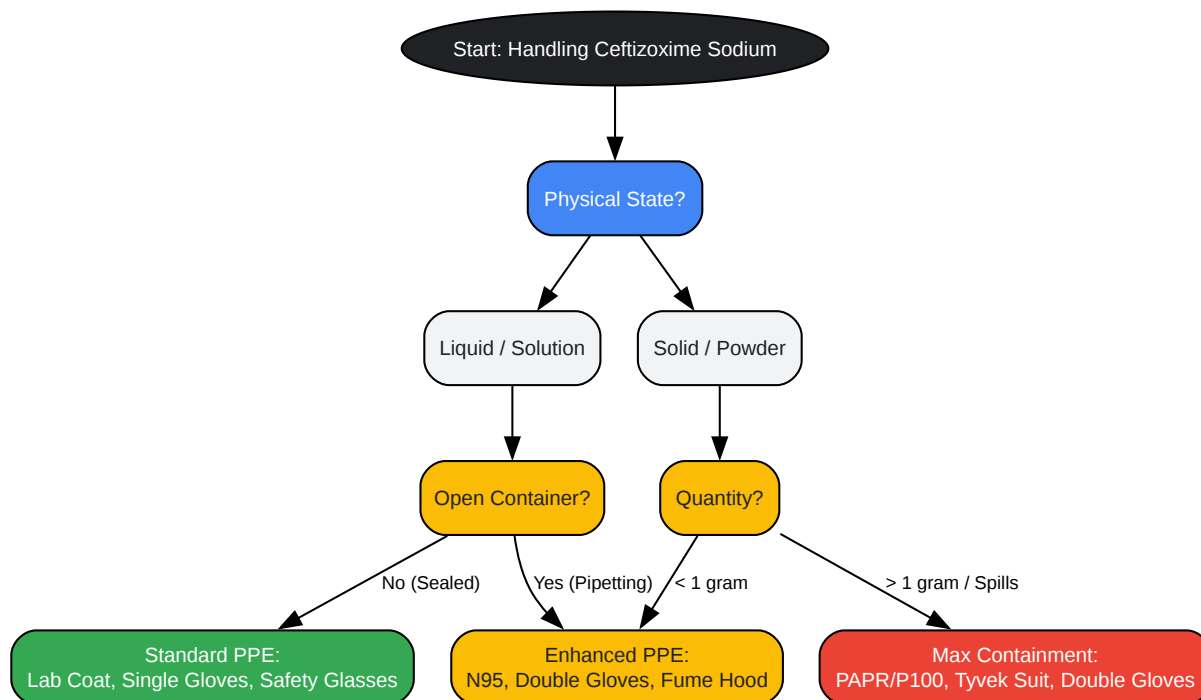 Start: Handling Ceftizoxime Sodium
Physical State?
Liquid / Solution
Solid / Powder
Open Container?
Quantity?
No (Sealed)
Yes (Pipetting)
< 1 gram
> 1 gram / Spills
Standard PPE:
Lab Coat, Single Gloves, Safety Glasses
Enhanced PPE:
N95, Double Gloves, Fume Hood
Max Containment:
PAPR/P100, Tyvek Suit, Double Gloves